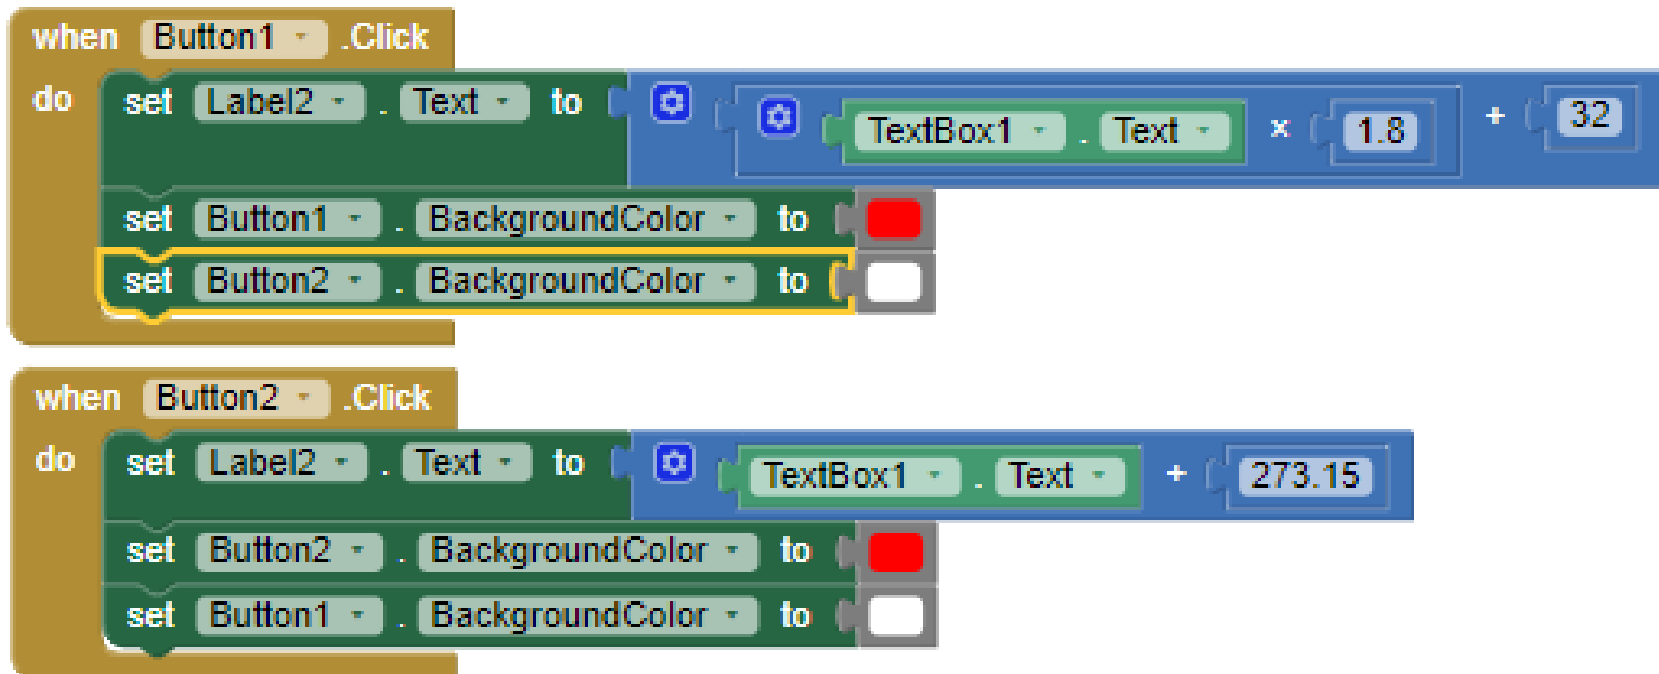 when Button1 .Click
do set Label2 . Text to TextBox1 . Text × 1.8 + 32
set Button1 . BackgroundColor to
set Button2 . BackgroundColor to
when Button2 .Click
do set Label2 . Text to TextBox1 . Text + 273.15
set Button2 . BackgroundColor to
set Button1 . BackgroundColor to